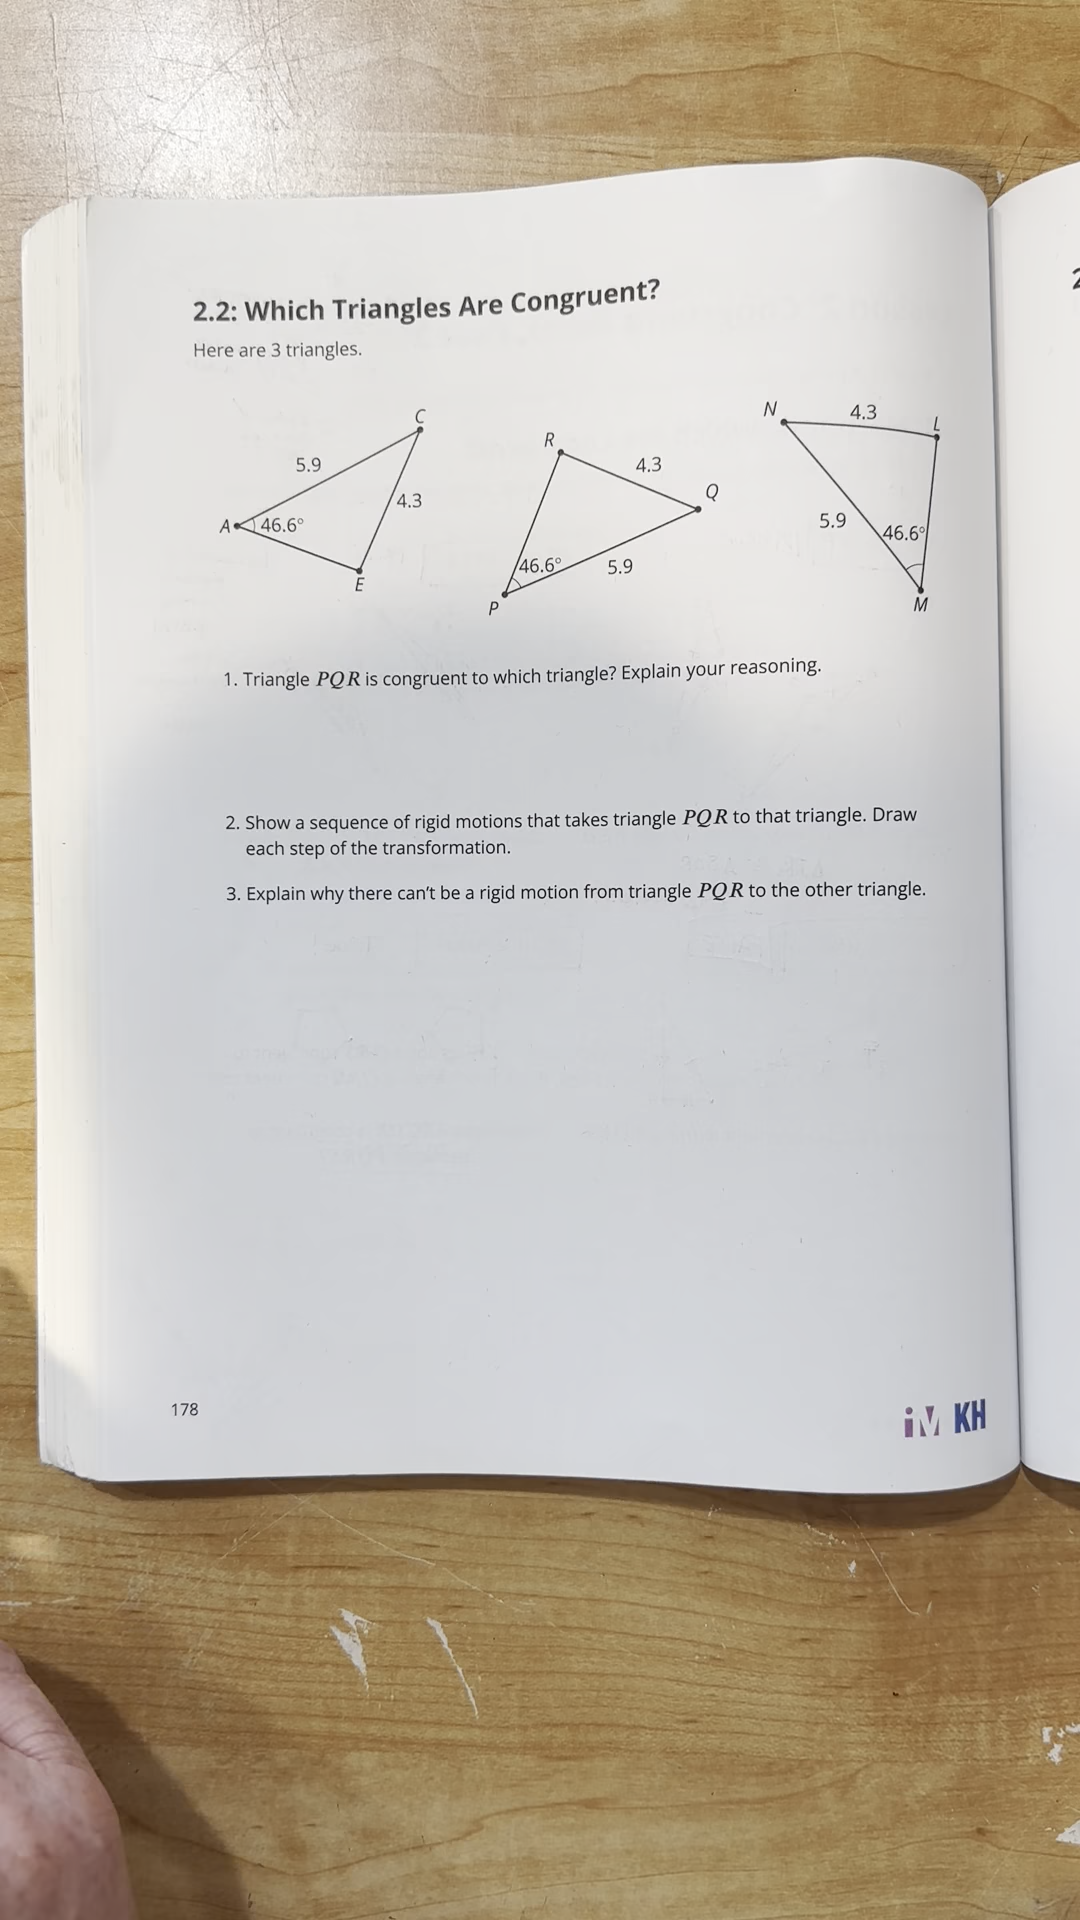 2.2: Which Triangles Are Congruent?
Here are 3 triangles.
C
5.9
4.3
A
46.6°
E
R
4.3
Q
46.6°
5.9
P
N
4.3
L
5.9
46.6°
M
1. Triangle PQR is congruent to which triangle? Explain your reasoning.
2. Show a sequence of rigid motions that takes triangle PQR to that triangle. Draw
each step of the transformation.
3. Explain why there can't be a rigid motion from triangle PQR to the other triangle.
178
iM KH